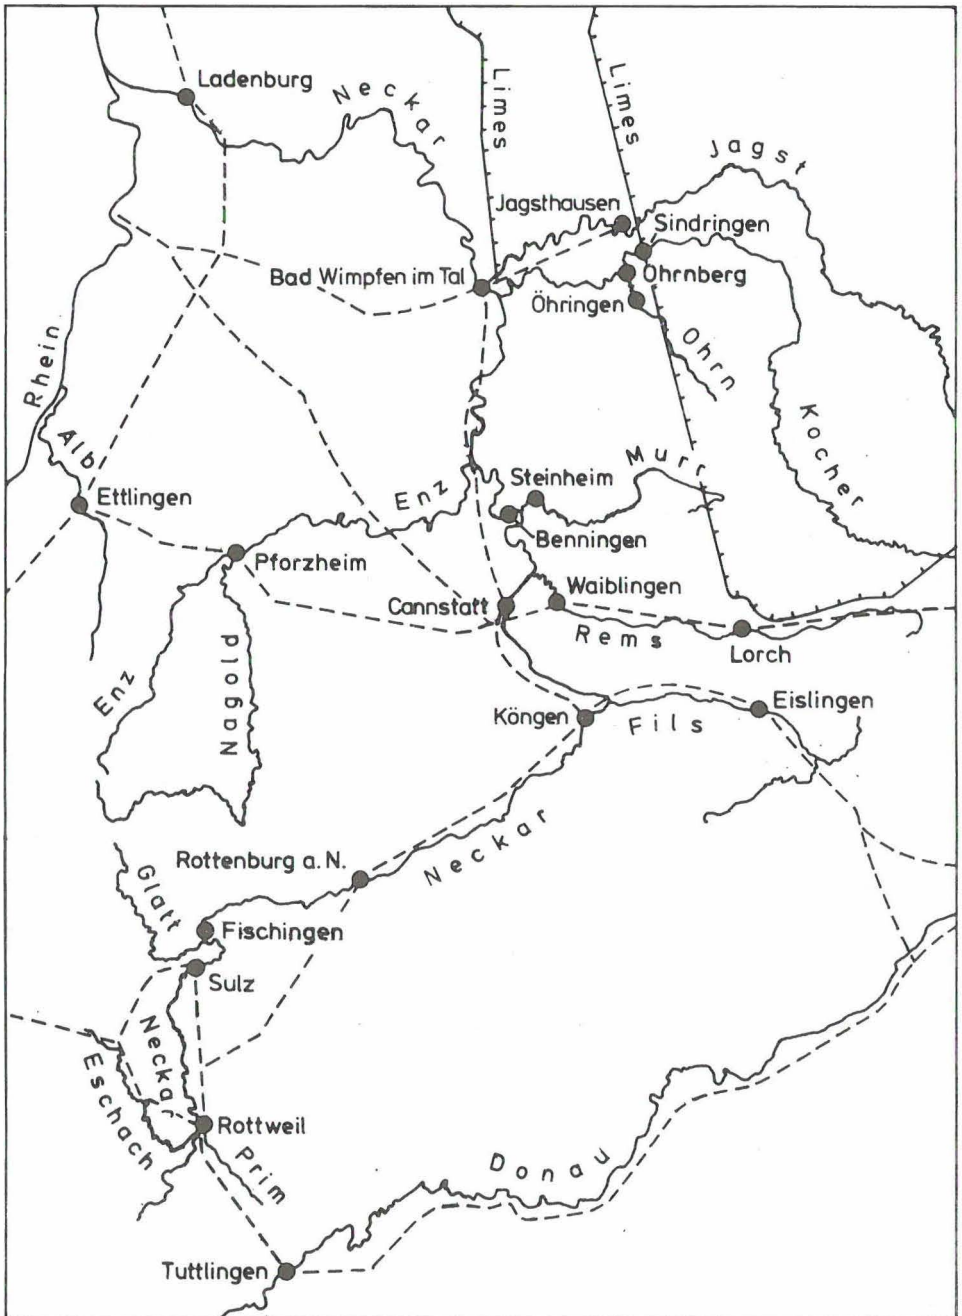 Ladenburg
Neckar
Limes
Limes
Jagst
Jagsthausen
Sindringen
Bad Wimpfen im Tal
Ohrnberg
Öhringen
Rhein
Ohrn
Alb
Kocher
Murr
Steinheim
Enz
Ettlingen
Benningen
Pforzheim
Waiblingen
Cannstatt
Rems
Lorch
Enz
Nagold
Eislingen
Köngen
Fils
Neckar
Rottenburg a. N.
Glatt
Fischingen
Sulz
Neckar
Eschach
Rottweil
Prim
Donau
Tuttlingen